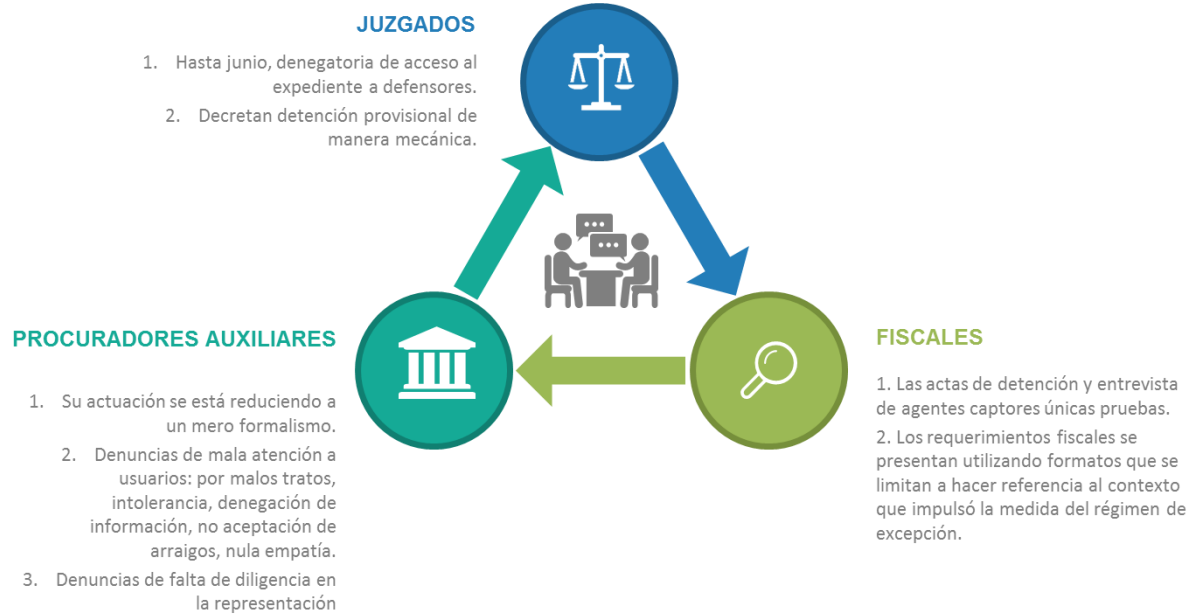 JUZGADOS
1. Hasta junio, denegatoria de acceso al
expediente a defensores.
2. Decretan detención provisional de
manera mecánica.
PROCURADORES AUXILIARES
1. Su actuación se está reduciendo a
un mero formalismo.
2. Denuncias de mala atención a
usuarios: por malos tratos,
intolerancia, denegación de
información, no aceptación de
arraigos, nula empatía.
3. Denuncias de falta de diligencia en
la representación
FISCALES
1. Las actas de detención y entrevista
de agentes captores únicas pruebas.
2. Los requerimientos fiscales se
presentan utilizando formatos que se
limitan a hacer referencia al contexto
que impulsó la medida del régimen de
excepción.